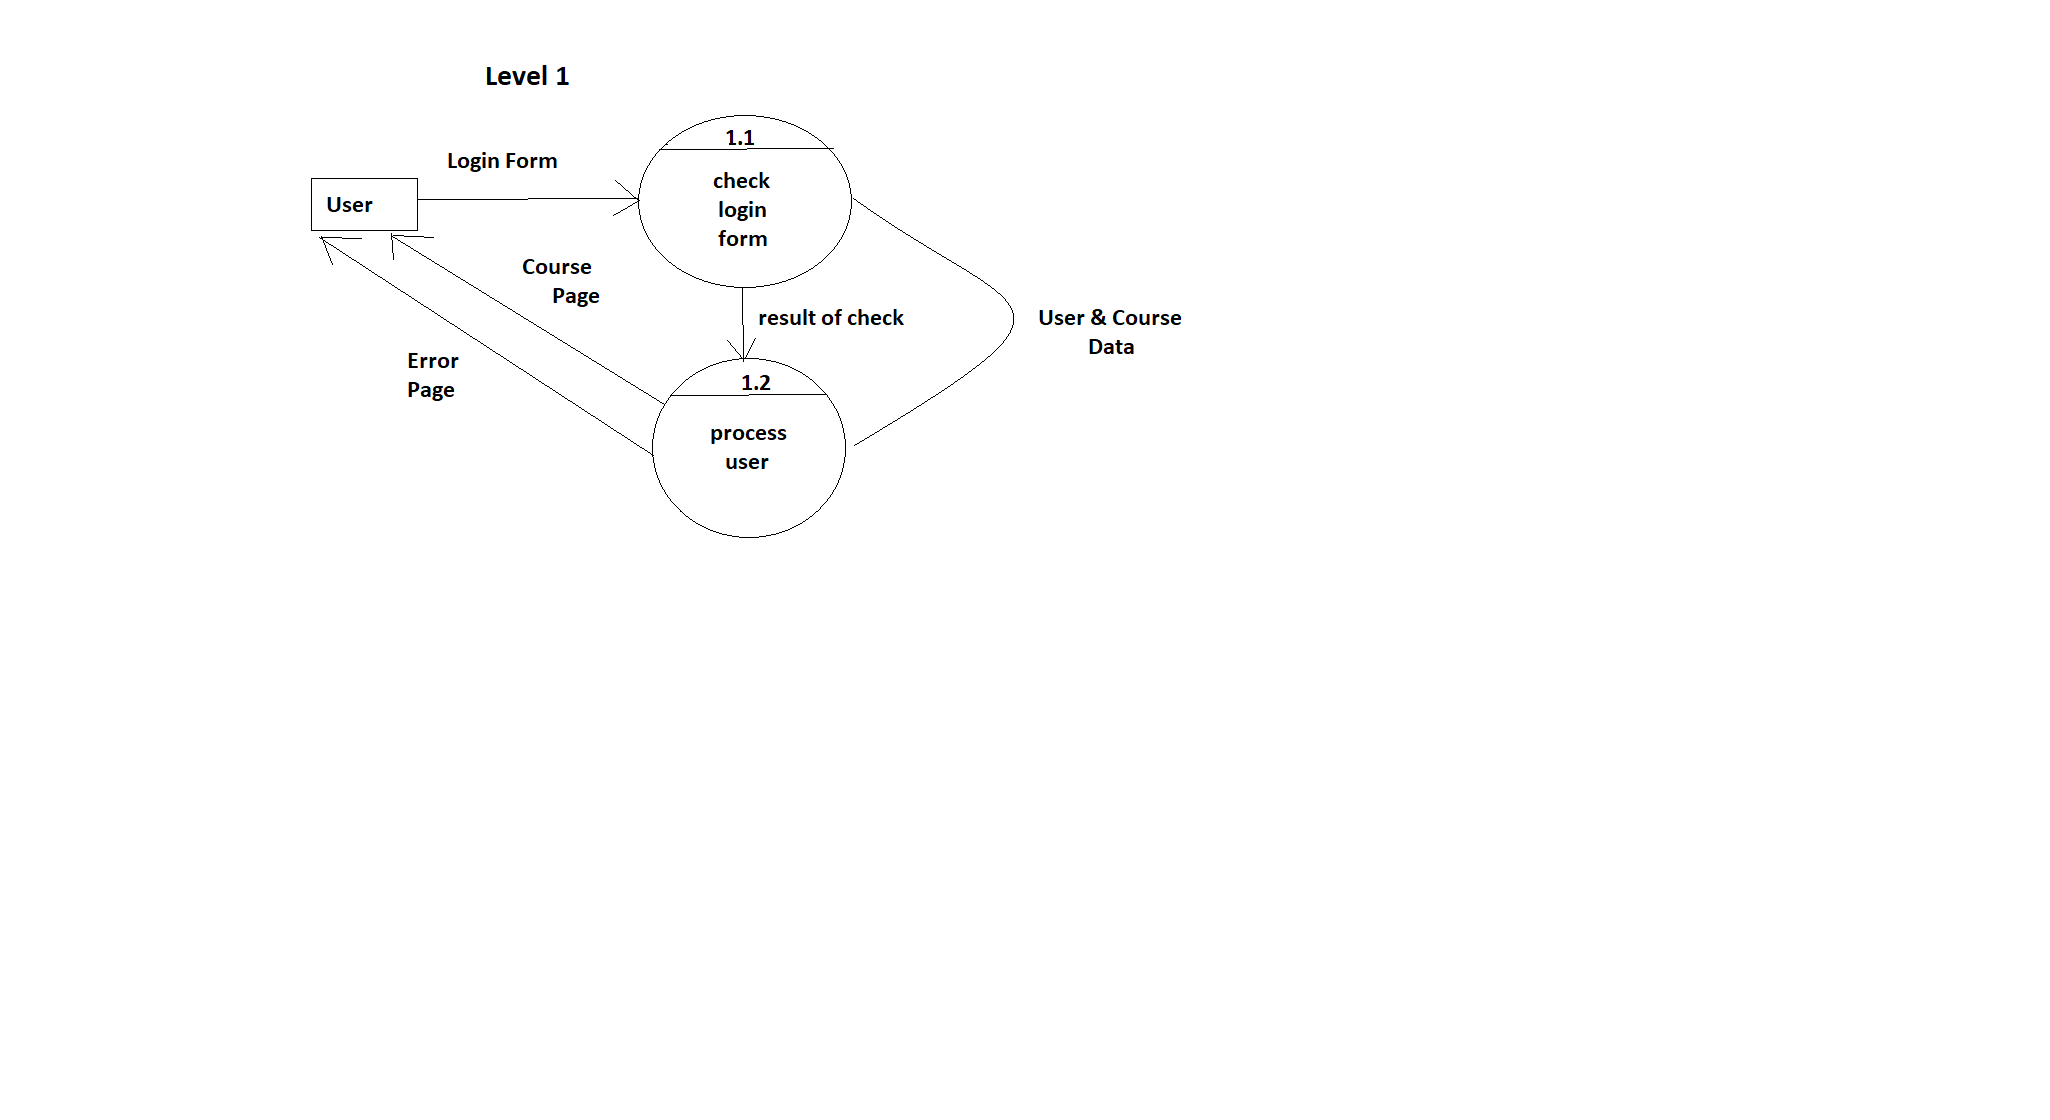 Level 1
1.1
Login Form
check
login
form
User
Course
Page
result of check
User & Course
Data
Error
Page
1.2
process
user